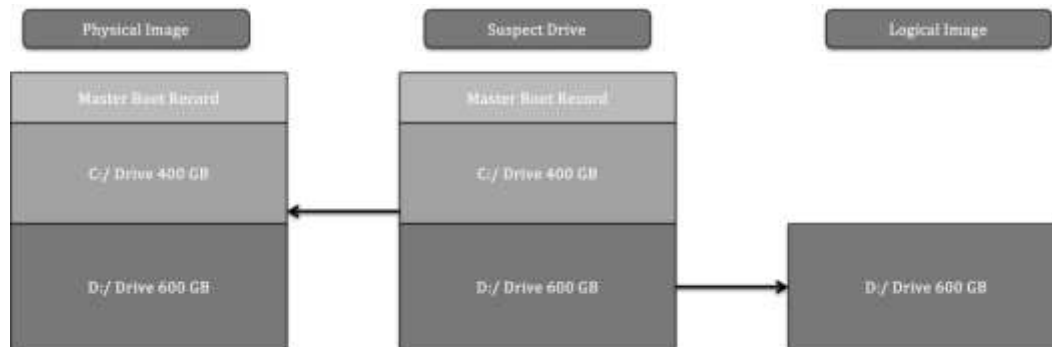 Physical Image
Suspect Drive
Logical Image
Master Boot Record
Master Boot Record
C:/ Drive 400 GB
C:/ Drive 400 GB
D:/ Drive 600 GB
D:/ Drive 600 GB
D:/ Drive 600 GB